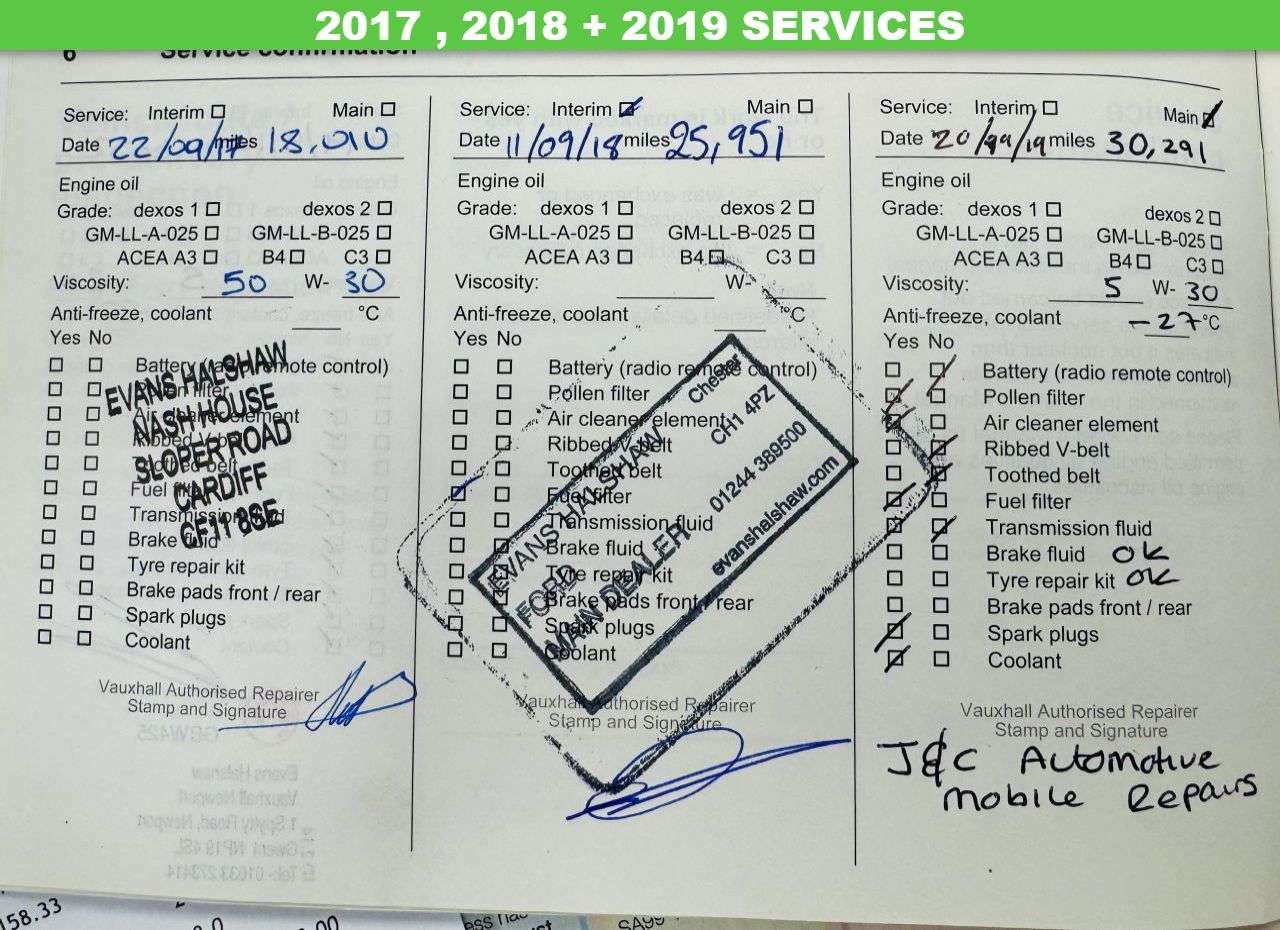 2017 , 2018 + 2019 SERVICES
6 Service confirmation
Service: Interim Main
Date 22/09/17 miles 18,010
Engine oil
Grade: dexos 1 dexos 2
GM-LL-A-025 GM-LL-B-025
ACEA A3 B4 C3
Viscosity: 50 W- 30
Anti-freeze, coolant °C
Yes No
Battery (radio remote control)
Pollen filter
Air cleaner element
Ribbed V-belt
Toothed belt
Fuel filter
Transmission fluid
Brake fluid
Tyre repair kit
Brake pads front / rear
Spark plugs
Coolant
EVANS HALSHAW
NASH HOUSE
SLOPER ROAD
CARDIFF
CF11 8SE
Vauxhall Authorised Repairer
Stamp and Signature
Service: Interim Main
Date 11/09/18 miles 25,951
Engine oil
Grade: dexos 1 dexos 2
GM-LL-A-025 GM-LL-B-025
ACEA A3 B4 C3
Viscosity: W-
Anti-freeze, coolant °C
Yes No
Battery (radio remote control)
Pollen filter
Air cleaner element
Ribbed V-belt
Toothed belt
Fuel filter
Transmission fluid
Brake fluid
Tyre repair kit
Brake pads front / rear
Spark plugs
Coolant
EVANS HALSHAW Chester
FORD CH1 4PZ
MAIN DEALER 01244 389500
evanshalshaw.com
Vauxhall Authorised Repairer
Stamp and Signature
Service: Interim Main
Date 20/09/19 miles 30,291
Engine oil
Grade: dexos 1 dexos 2
GM-LL-A-025 GM-LL-B-025
ACEA A3 B4 C3
Viscosity: 5 W- 30
Anti-freeze, coolant -27 °C
Yes No
Battery (radio remote control)
Pollen filter
Air cleaner element
Ribbed V-belt
Toothed belt
Fuel filter
Transmission fluid
Brake fluid OK
Tyre repair kit OK
Brake pads front / rear
Spark plugs
Coolant
Vauxhall Authorised Repairer
Stamp and Signature
J&C Automotive
Mobile Repairs
158.33